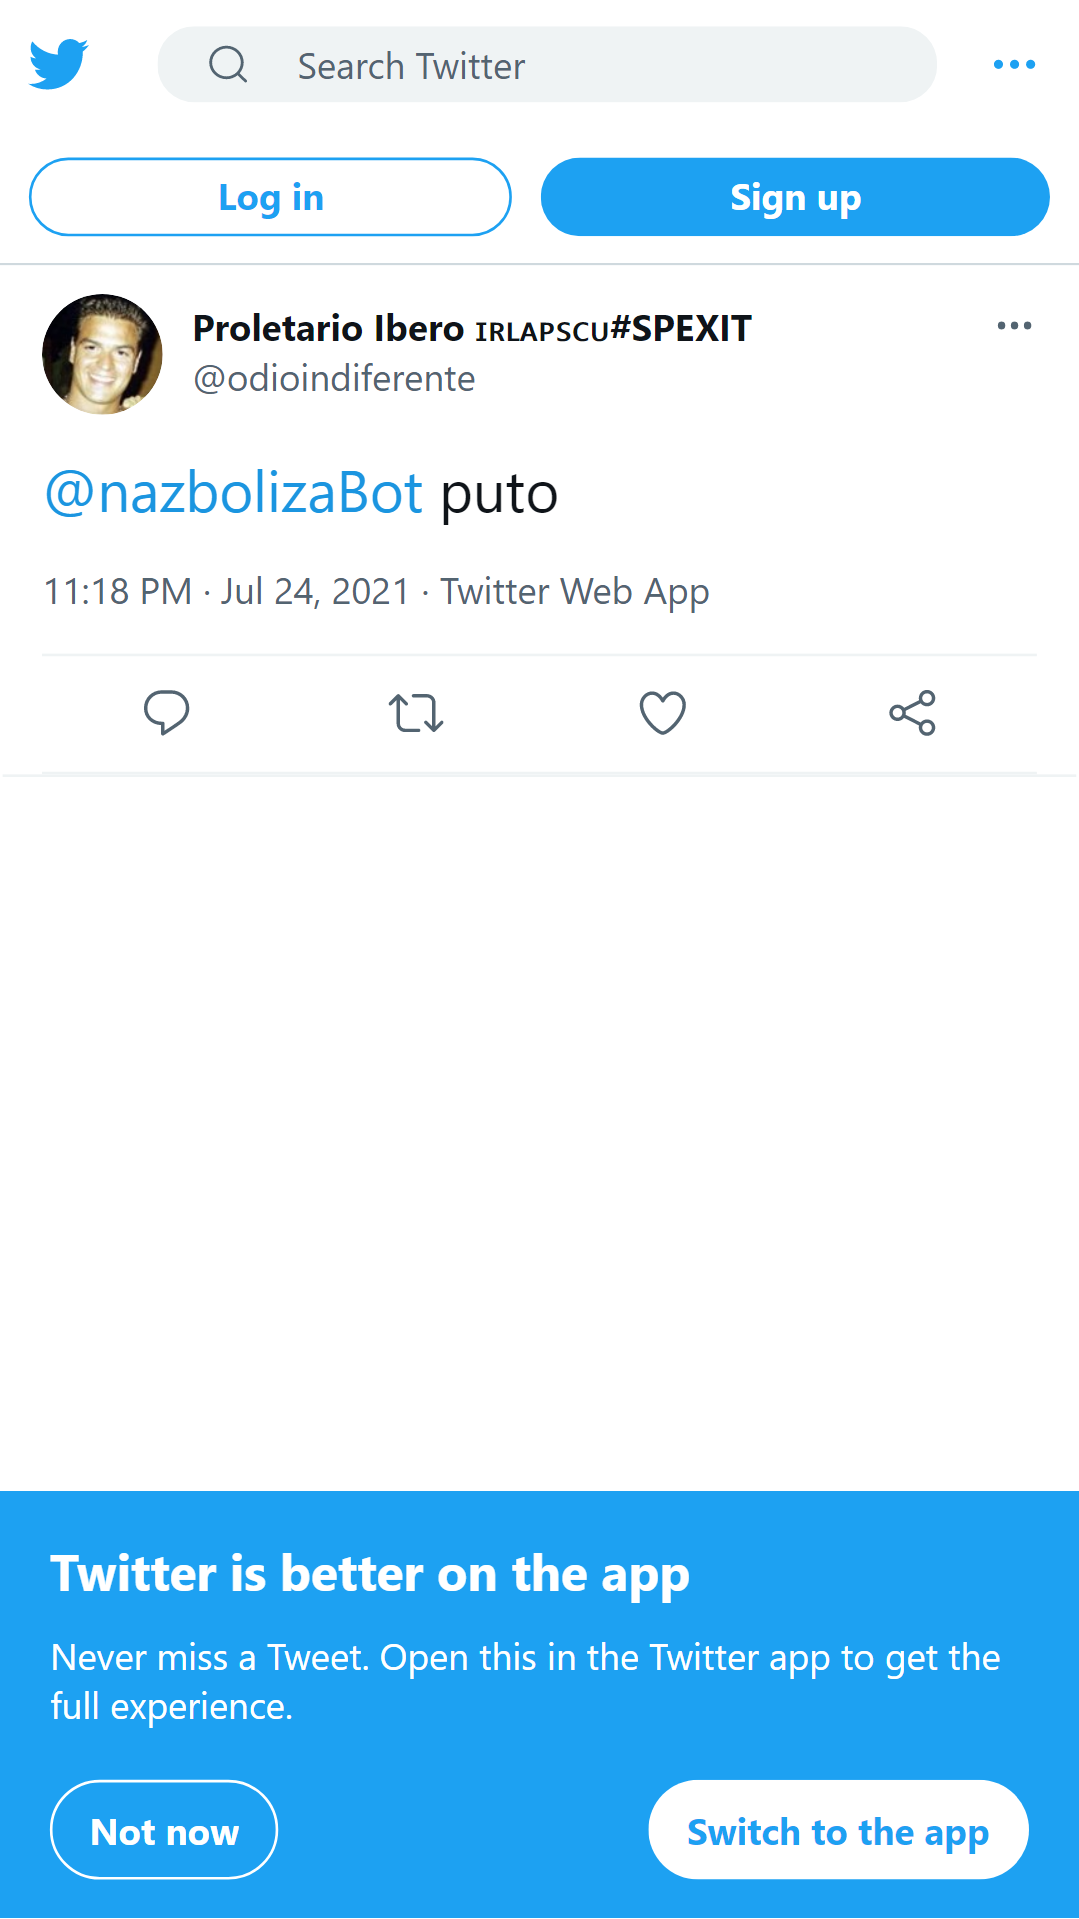 Search Twitter
Log in
Sign up
Proletario Ibero ɪʀʟᴀᴘsᴄᴜ#SPEXIT
@odioindiferente
@nazbolizaBot puto
11:18 PM · Jul 24, 2021 · Twitter Web App
Twitter is better on the app
Never miss a Tweet. Open this in the Twitter app to get the
full experience.
Not now
Switch to the app